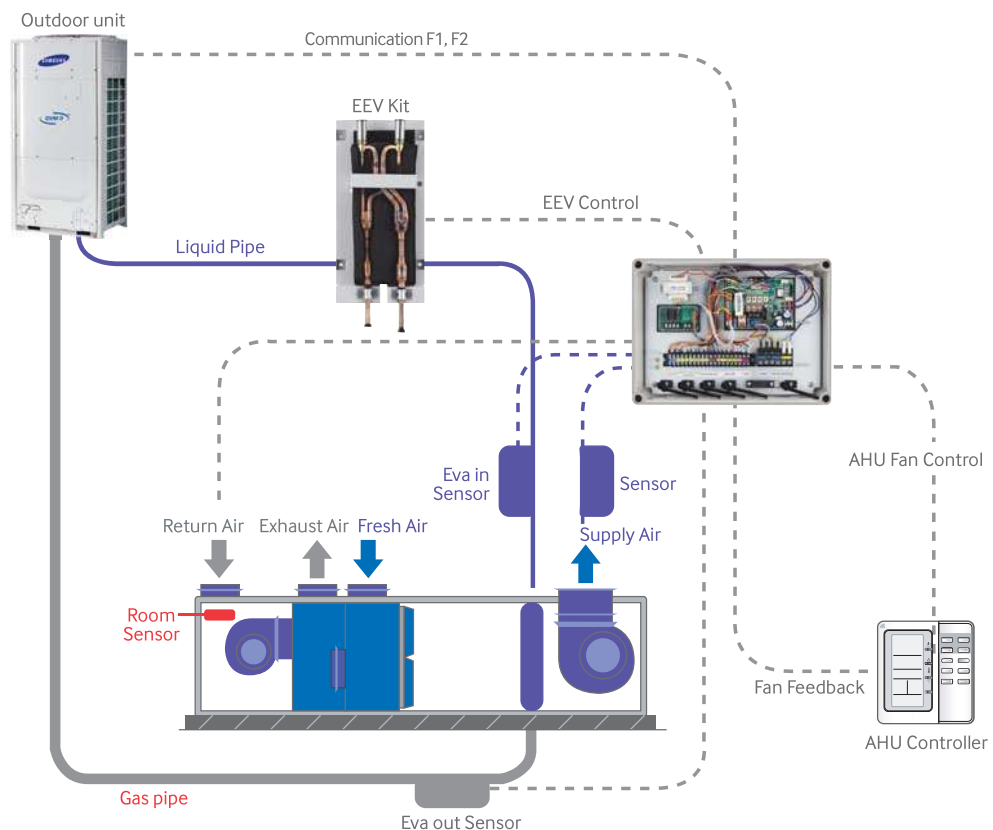 Outdoor unit
Communication F1, F2
SAMSUNG
EEV Kit
EEV Control
Liquid Pipe
AHU Fan Control
Eva in
Sensor
Sensor
Return Air
Exhaust Air
Fresh Air
Supply Air
Room
Sensor
Fan Feedback
AHU Controller
Gas pipe
Eva out Sensor